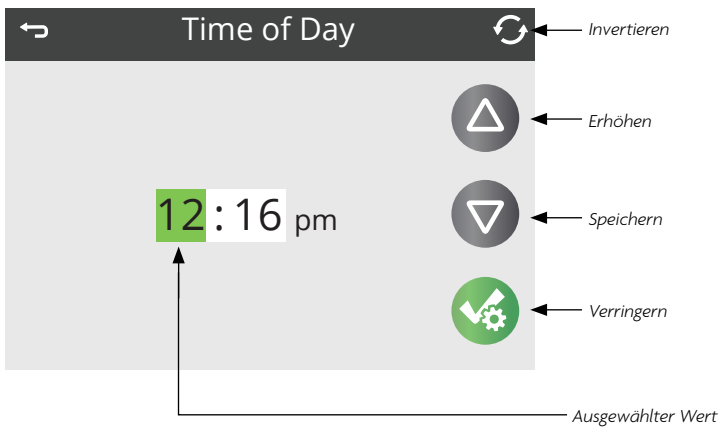 Time of Day
Invertieren
Erhöhen
12 : 16 pm
Speichern
Verringern
Ausgewählter Wert